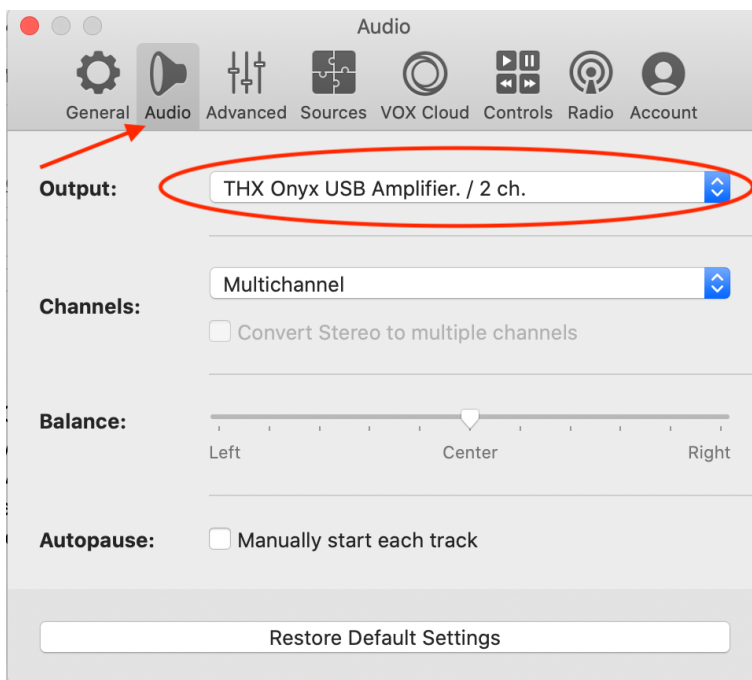 Audio
General Audio Advanced Sources VOX Cloud Controls Radio Account
Output: THX Onyx USB Amplifier. / 2 ch.
Channels: Multichannel
Convert Stereo to multiple channels
Balance:
Left Center Right
Autopause: Manually start each track
Restore Default Settings